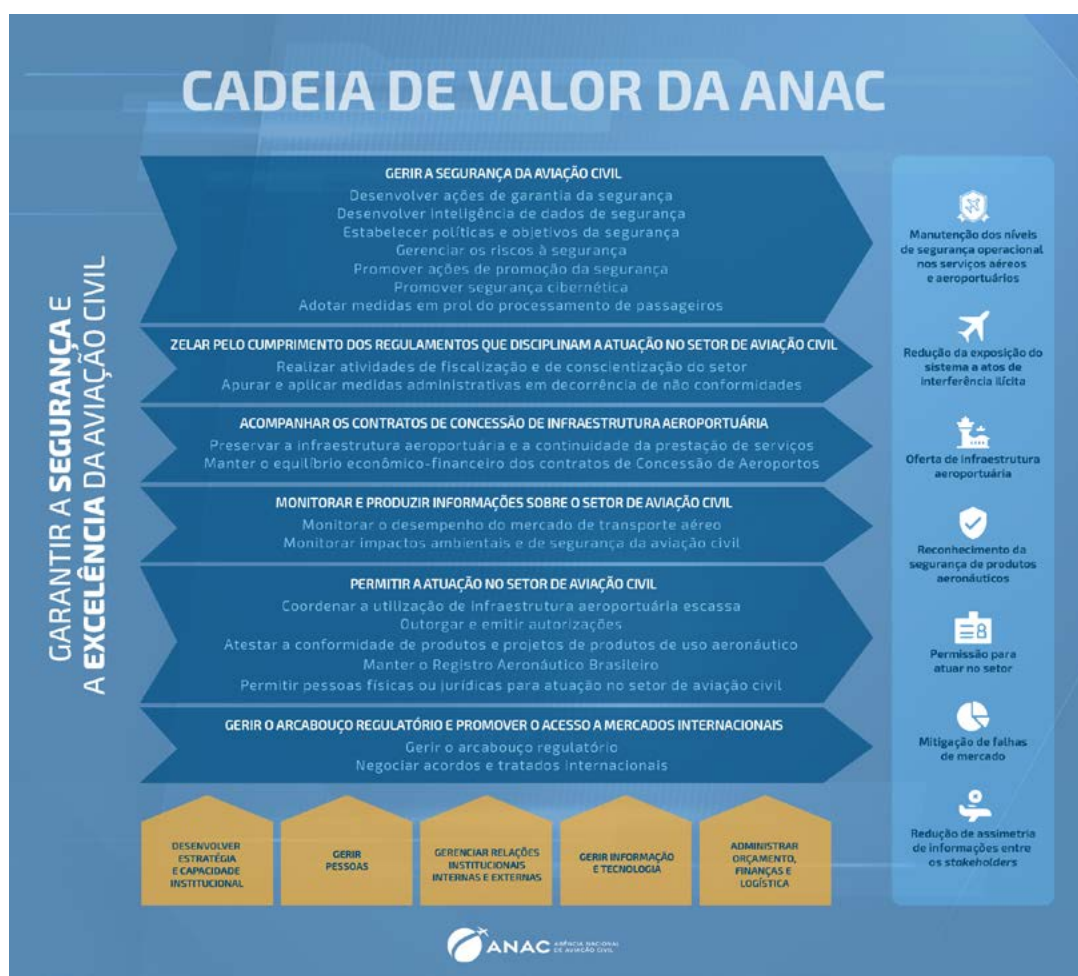 CADEIA DE VALOR DA ANAC
GARANTIR A SEGURANÇA E
A EXCELÊNCIA DA AVIAÇÃO CIVIL
GERIR A SEGURANÇA DA AVIAÇÃO CIVIL
Desenvolver ações de garantia da segurança
Desenvolver inteligência de dados de segurança
Estabelecer políticas e objetivos da segurança
Gerenciar os riscos à segurança
Promover ações de promoção da segurança
Promover segurança cibernética
Adotar medidas em prol do processamento de passageiros
ZELAR PELO CUMPRIMENTO DOS REGULAMENTOS QUE DISCIPLINAM A ATUAÇÃO NO SETOR DE AVIAÇÃO CIVIL
Realizar atividades de fiscalização e de conscientização do setor
Apurar e aplicar medidas administrativas em decorrência de não conformidades
ACOMPANHAR OS CONTRATOS DE CONCESSÃO DE INFRAESTRUTURA AEROPORTUÁRIA
Preservar a infraestrutura aeroportuária e a continuidade da prestação de serviços
Manter o equilíbrio econômico-financeiro dos contratos de Concessão de Aeroportos
MONITORAR E PRODUZIR INFORMAÇÕES SOBRE O SETOR DE AVIAÇÃO CIVIL
Monitorar o desempenho do mercado de transporte aéreo
Monitorar impactos ambientais e de segurança da aviação civil
PERMITIR A ATUAÇÃO NO SETOR DE AVIAÇÃO CIVIL
Coordenar a utilização de infraestrutura aeroportuária escassa
Outorgar e emitir autorizações
Atestar a conformidade de produtos e projetos de produtos de uso aeronáutico
Manter o Registro Aeronáutico Brasileiro
Permitir pessoas físicas ou jurídicas para atuação no setor de aviação civil
GERIR O ARCABOUÇO REGULATÓRIO E PROMOVER O ACESSO A MERCADOS INTERNACIONAIS
Gerir o arcabouço regulatório
Negociar acordos e tratados internacionais
Manutenção dos níveis
de segurança operacional
nos serviços aéreos
e aeroportuários
Redução da exposição do
sistema a atos de
interferência ilícita
Oferta de infraestrutura
aeroportuária
Reconhecimento da
segurança de produtos
aeronáuticos
Permissão para
atuar no setor
Mitigação de falhas
de mercado
Redução de assimetria
de informações entre
os stakeholders
DESENVOLVER
ESTRATÉGIA
E CAPACIDADE
INSTITUCIONAL
GERIR
PESSOAS
GERENCIAR RELAÇÕES
INSTITUCIONAIS
INTERNAS E EXTERNAS
GERIR INFORMAÇÃO
E TECNOLOGIA
ADMINISTRAR
ORÇAMENTO,
FINANÇAS E
LOGÍSTICA
ANAC
AGÊNCIA NACIONAL
DE AVIAÇÃO CIVIL